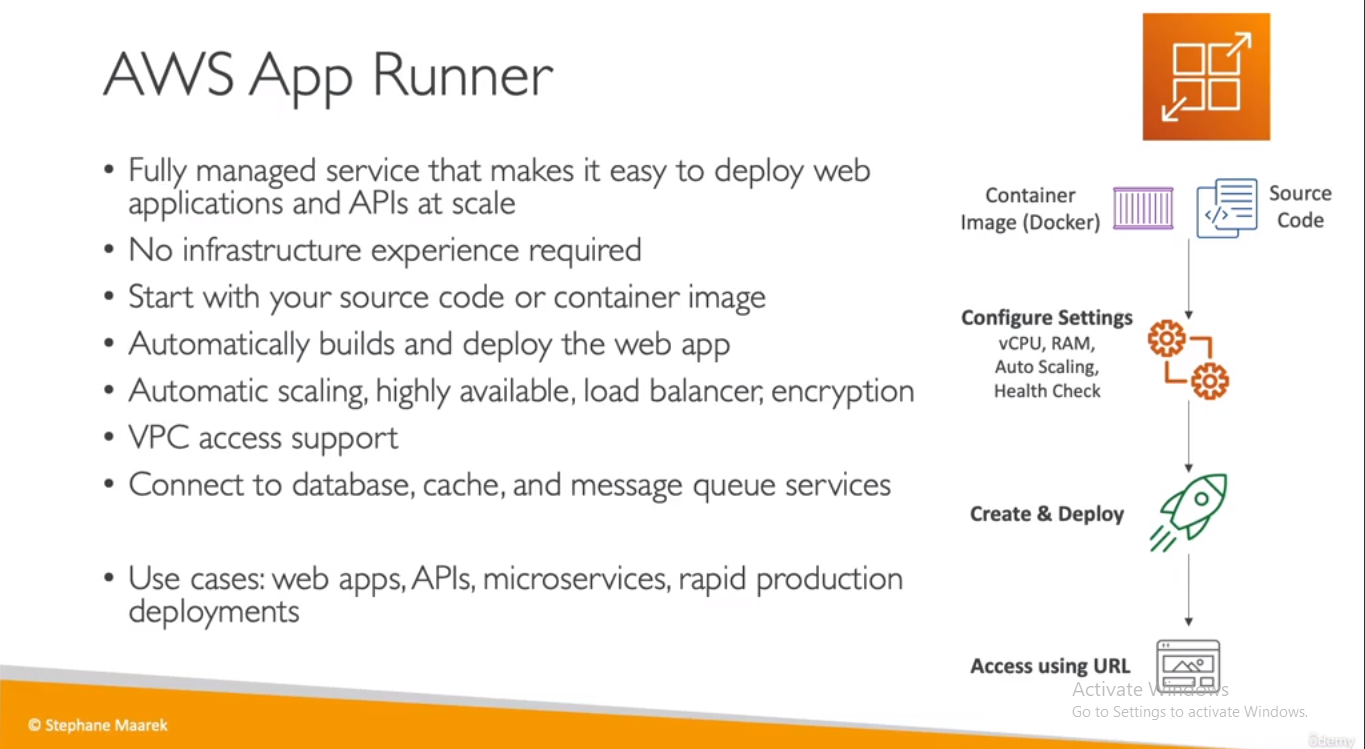 AWS App Runner
• Fully managed service that makes it easy to deploy web
applications and APIs at scale
• No infrastructure experience required
• Start with your source code or container image
• Automatically builds and deploy the web app
• Automatic scaling, highly available, load balancer, encryption
• VPC access support
• Connect to database, cache, and message queue services
• Use cases: web apps, APIs, microservices, rapid production
deployments
Container
Image (Docker)
Source
Code
Configure Settings
vCPU, RAM,
Auto Scaling,
Health Check
Create & Deploy
Access using URL
Activate Windows
Go to Settings to activate Windows.
© Stephane Maarek
ûdemy